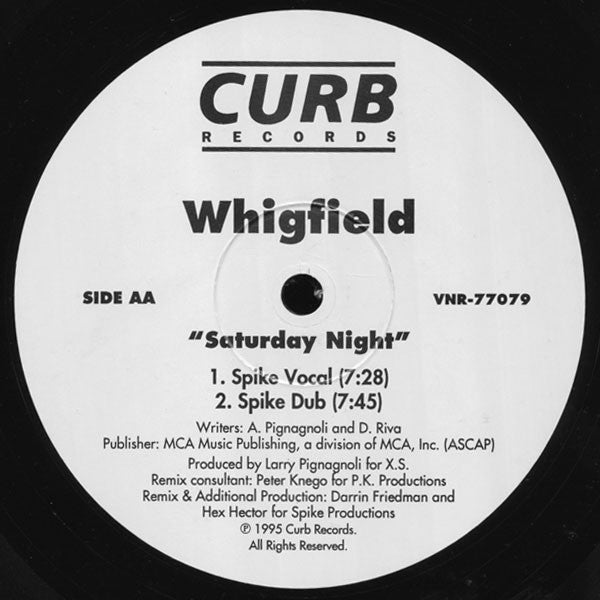 CURB
RECORDS
Whigfield
SIDE AA
VNR-77079
"Saturday Night"
1. Spike Vocal (7:28)
2. Spike Dub (7:45)
Writers: A. Pignagnoli and D. Riva
Publisher: MCA Music Publishing, a division of MCA, Inc. (ASCAP)
Produced by Larry Pignagnoli for X.S.
Remix consultant: Peter Knego for P.K. Productions
Remix & Additional Production: Darrin Friedman and
Hex Hector for Spike Productions
℗ 1995 Curb Records.
All Rights Reserved.